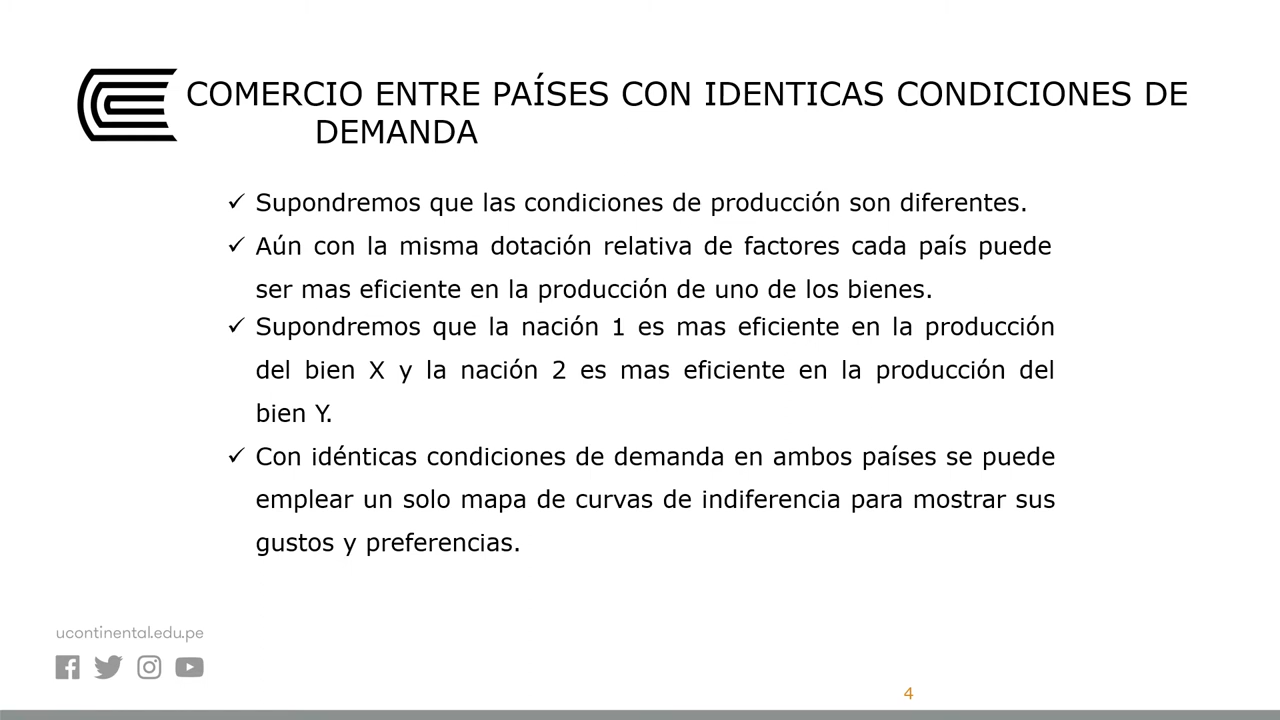 COMERCIO ENTRE PAÍSES CON IDENTICAS CONDICIONES DE
DEMANDA
✓ Supondremos que las condiciones de producción son diferentes.
✓ Aún con la misma dotación relativa de factores cada país puede
ser mas eficiente en la producción de uno de los bienes.
✓ Supondremos que la nación 1 es mas eficiente en la producción
del bien X y la nación 2 es mas eficiente en la producción del
bien Y.
✓ Con idénticas condiciones de demanda en ambos países se puede
emplear un solo mapa de curvas de indiferencia para mostrar sus
gustos y preferencias.
ucontinental.edu.pe
4